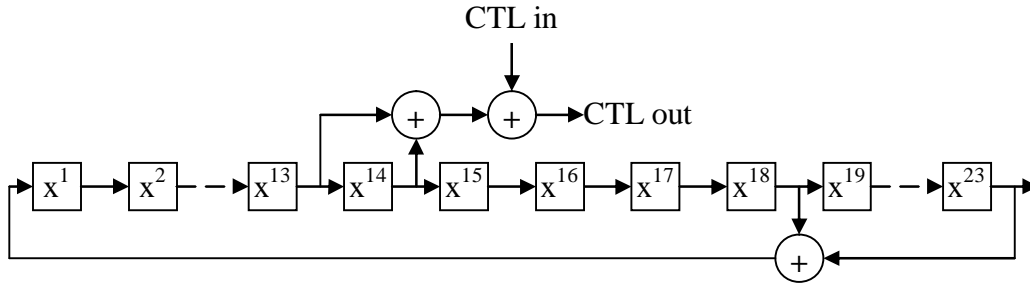 CTL in
+ + CTL out
x¹ x² x¹³ x¹⁴ x¹⁵ x¹⁶ x¹⁷ x¹⁸ x¹⁹ x²³
+